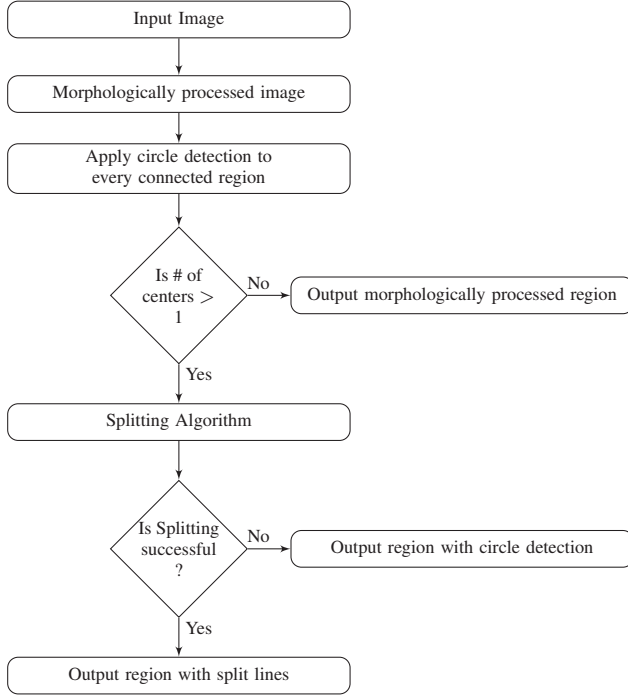 Input Image
Morphologically processed image
Apply circle detection to
every connected region
Is # of
centers >
1
No
Output morphologically processed region
Yes
Splitting Algorithm
Is Splitting
successful
?
No
Output region with circle detection
Yes
Output region with split lines